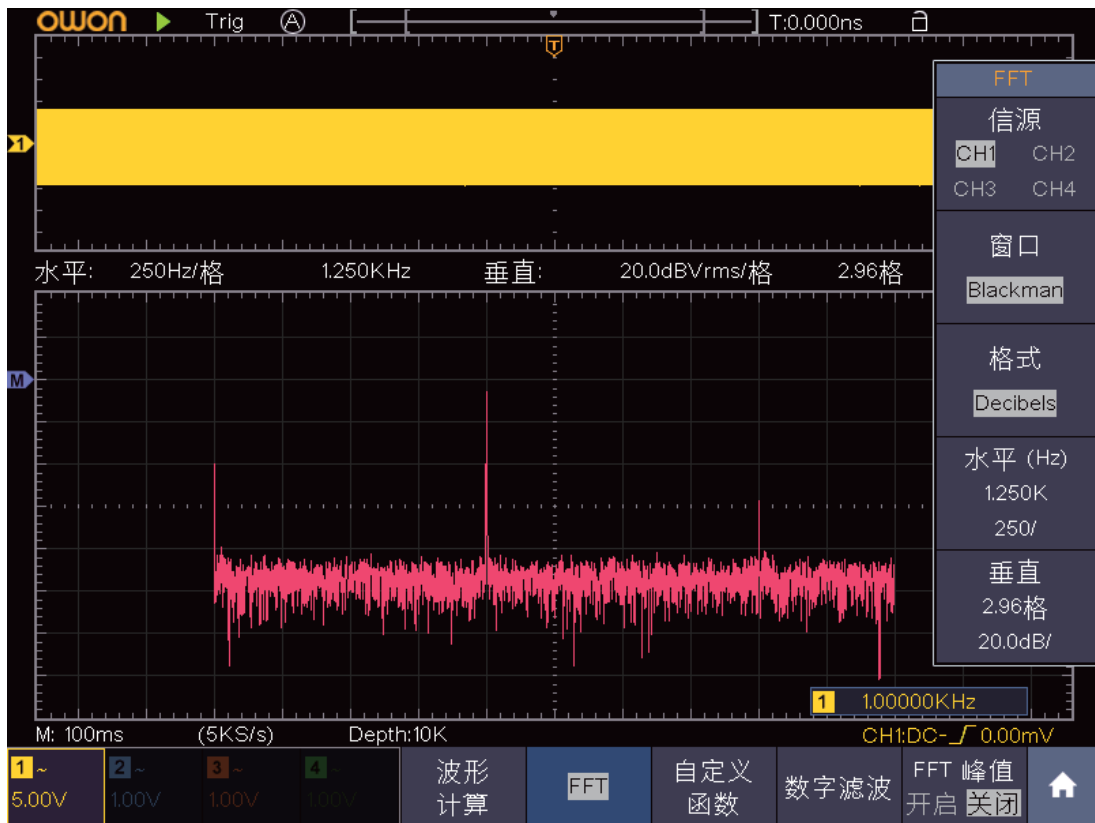 OWON Trig A T:0.000ns
T
1
FFT
信源
CH1 CH2
CH3 CH4
窗口
Blackman
格式
Decibels
水平 (Hz)
1.250K
250/
垂直
2.96格
20.0dB/
水平: 250Hz/格 1.250KHz 垂直: 20.0dBVrms/格 2.96格
M
1 1.00000KHz
M: 100ms (5KS/s) Depth:10K CH1:DC- 0.00mV
1 ~ 2 ~ 3 ~ 4 ~
5.00V 1.00V 1.00V 1.00V
波形
计算
FFT
自定义
函数
数字滤波
FFT 峰值
开启 关闭